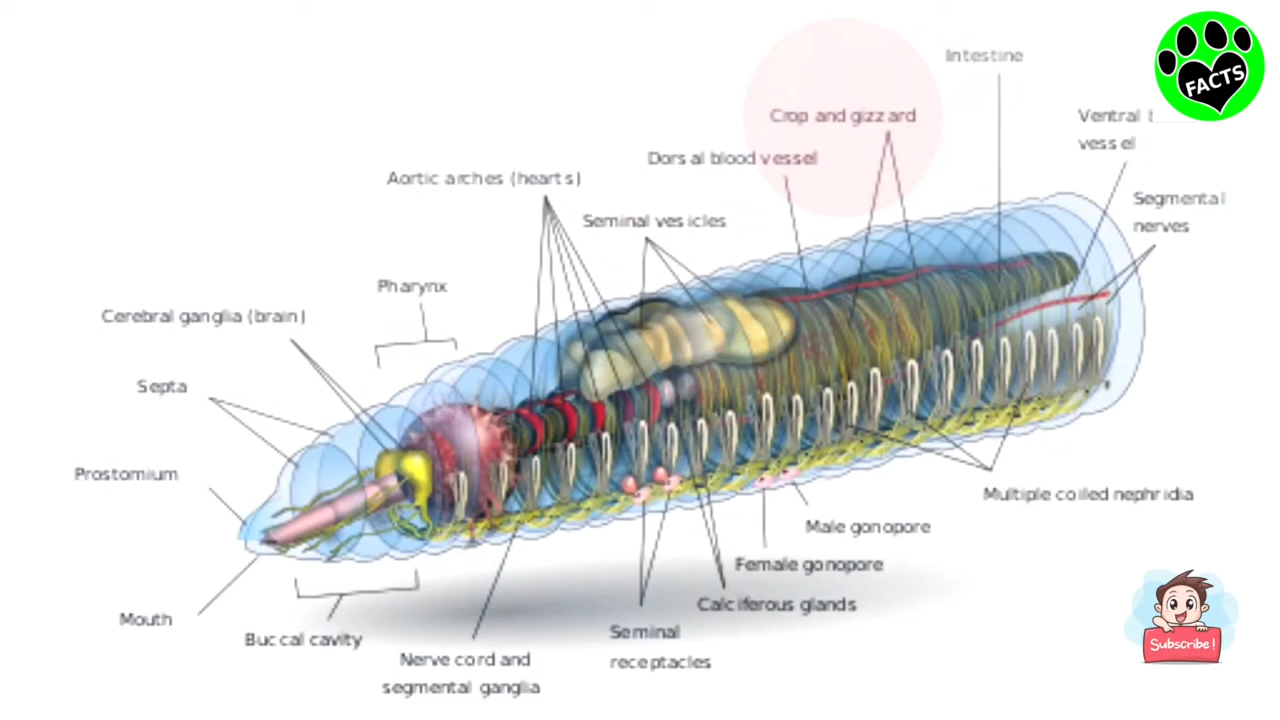 Intestine
FACTS
Crop and gizzard
Ventral
vessel
Dorsal blood vessel
Aortic arches (hearts)
Segmental
nerves
Seminal vesicles
Pharynx
Cerebral ganglia (brain)
Septa
Prostomium
Multiple coiled nephridia
Male gonopore
Female gonopore
Calciferous glands
Mouth
Buccal cavity
Seminal
receptacles
Nerve cord and
segmental ganglia
Subscribe!